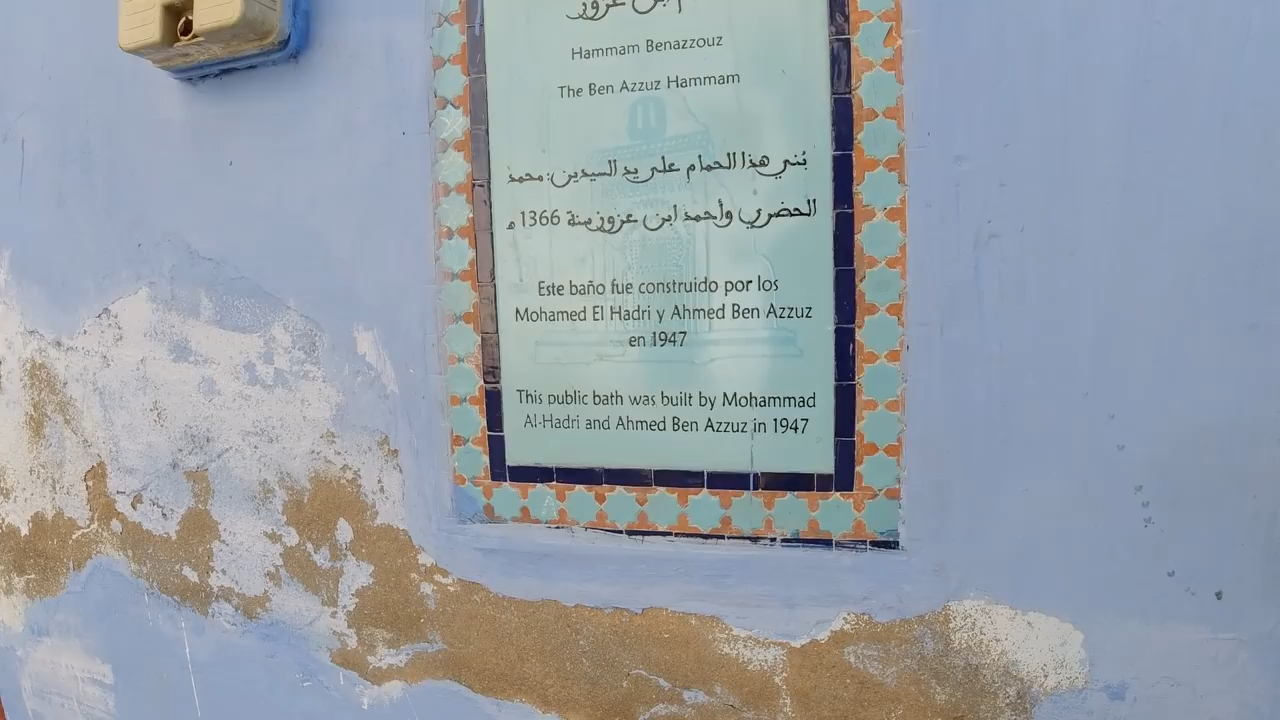 ابن عزوز
Hammam Benazzouz
The Ben Azzuz Hammam
بُني هذا الحمام على يد السيدين: محمد
الحضري وأحمد ابن عزوز سنة 1366 ه
Este baño fue construido por los
Mohamed El Hadri y Ahmed Ben Azzuz
en 1947
This public bath was built by Mohammad
Al-Hadri and Ahmed Ben Azzuz in 1947